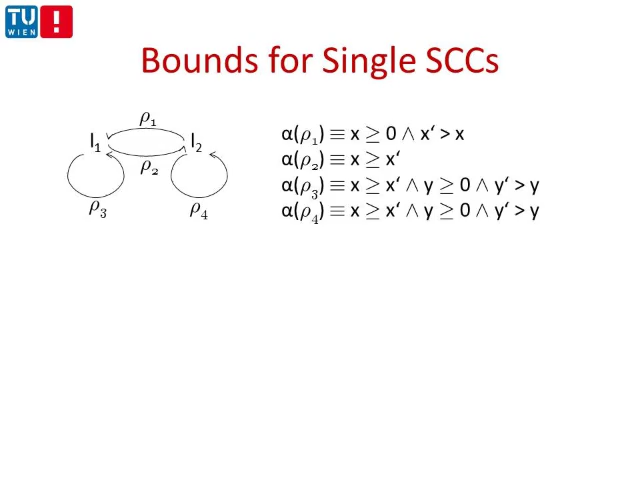 TU
WIEN
!
Bounds for Single SCCs
ρ₁
l₁ l₂
ρ₂
ρ₃ ρ₄
α(ρ₁) ≡ x ≥ 0 ∧ x‘ > x
α(ρ₂) ≡ x ≥ x‘
α(ρ₃) ≡ x ≥ x‘ ∧ y ≥ 0 ∧ y‘ > y
α(ρ₄) ≡ x ≥ x‘ ∧ y ≥ 0 ∧ y‘ > y